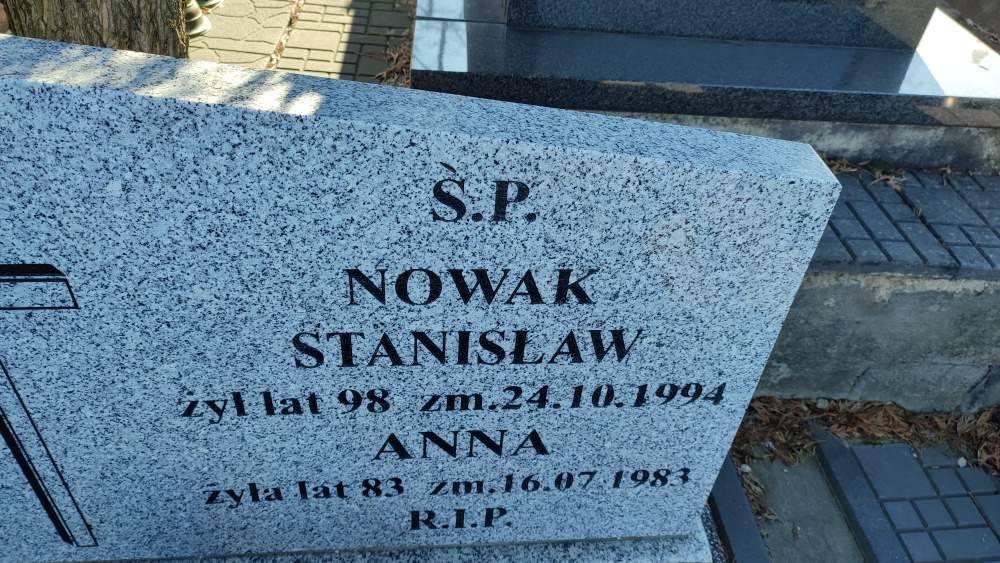 Ś.P.
NOWAK
STANISŁAW
żył lat 98 zm.24.10.1994
ANNA
żyła lat 83 zm.16.07.1983
R.I.P.